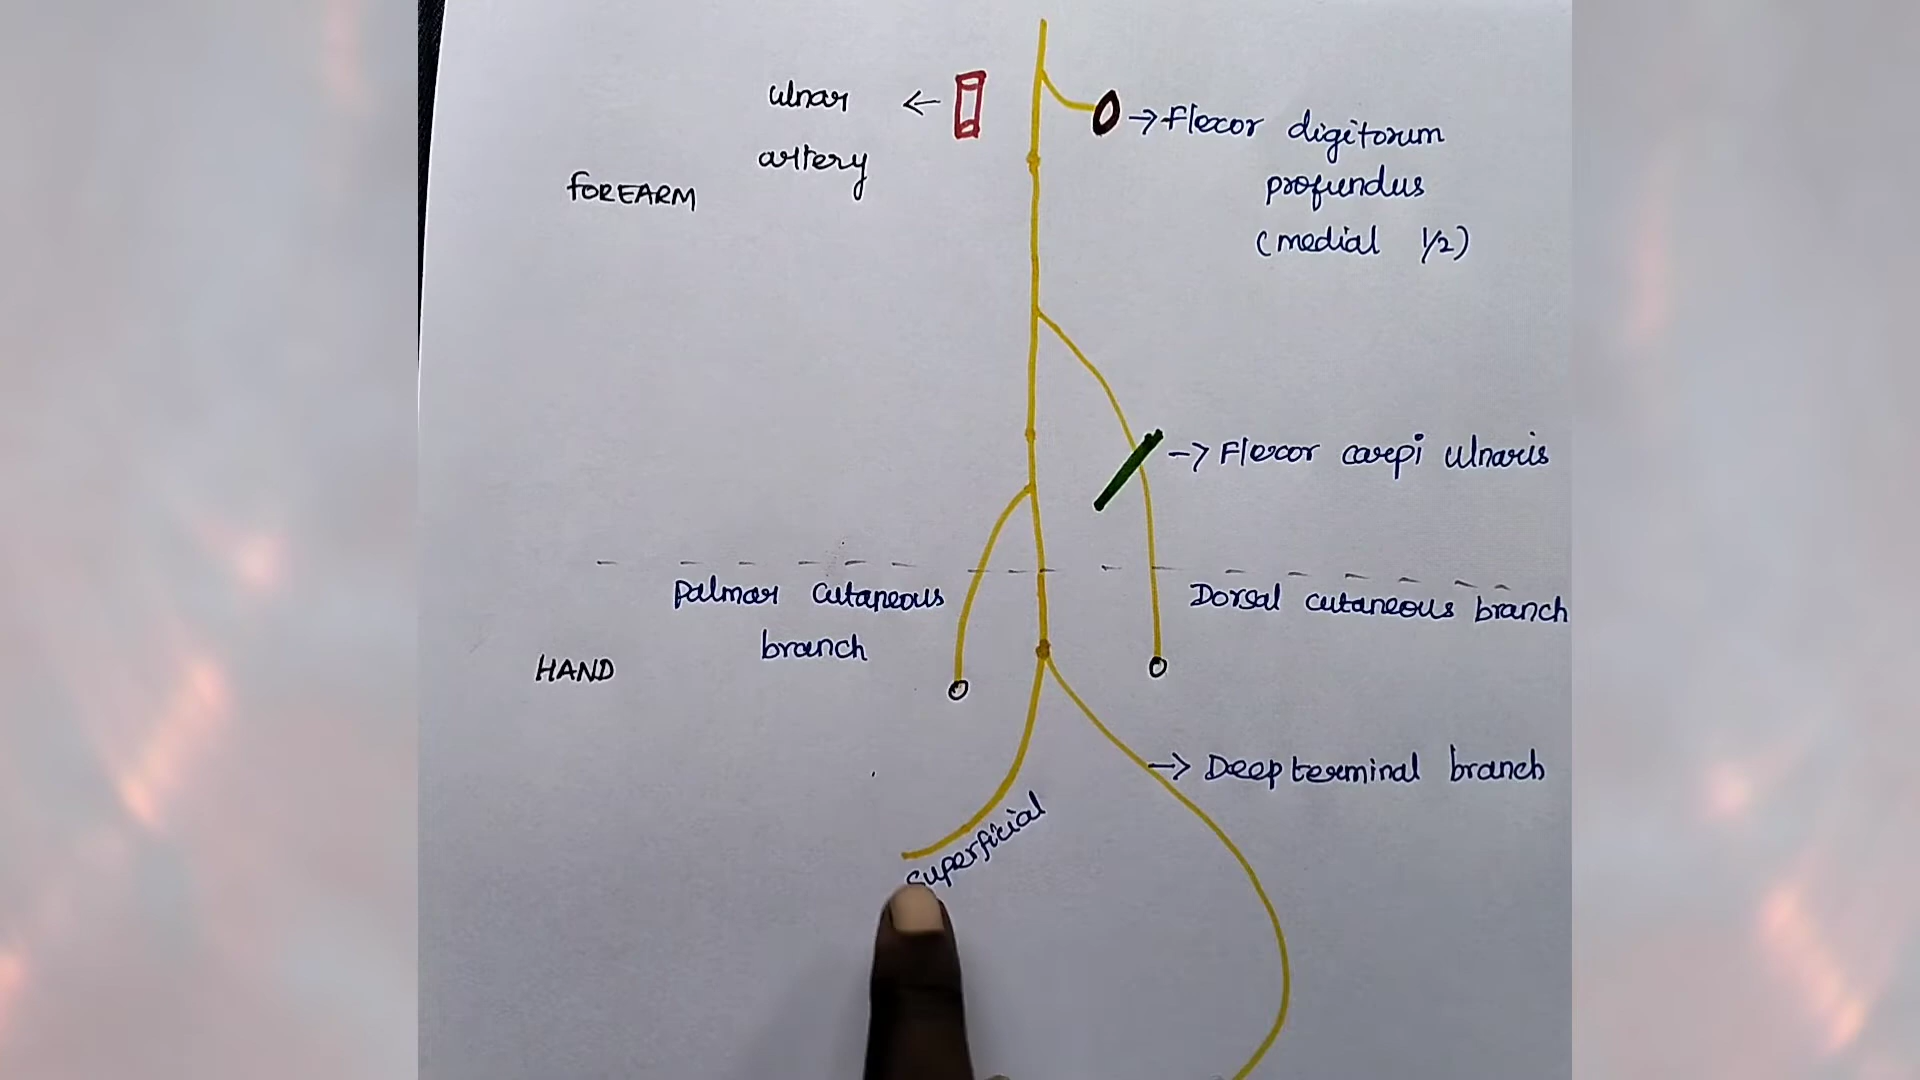 ulnar
artery
FOREARM
Flexor digitorum
profundus
(medial 1/2)
Flexor carpi ulnaris
Palmar cutaneous
branch
Dorsal cutaneous branch
HAND
Deep terminal branch
Superficial